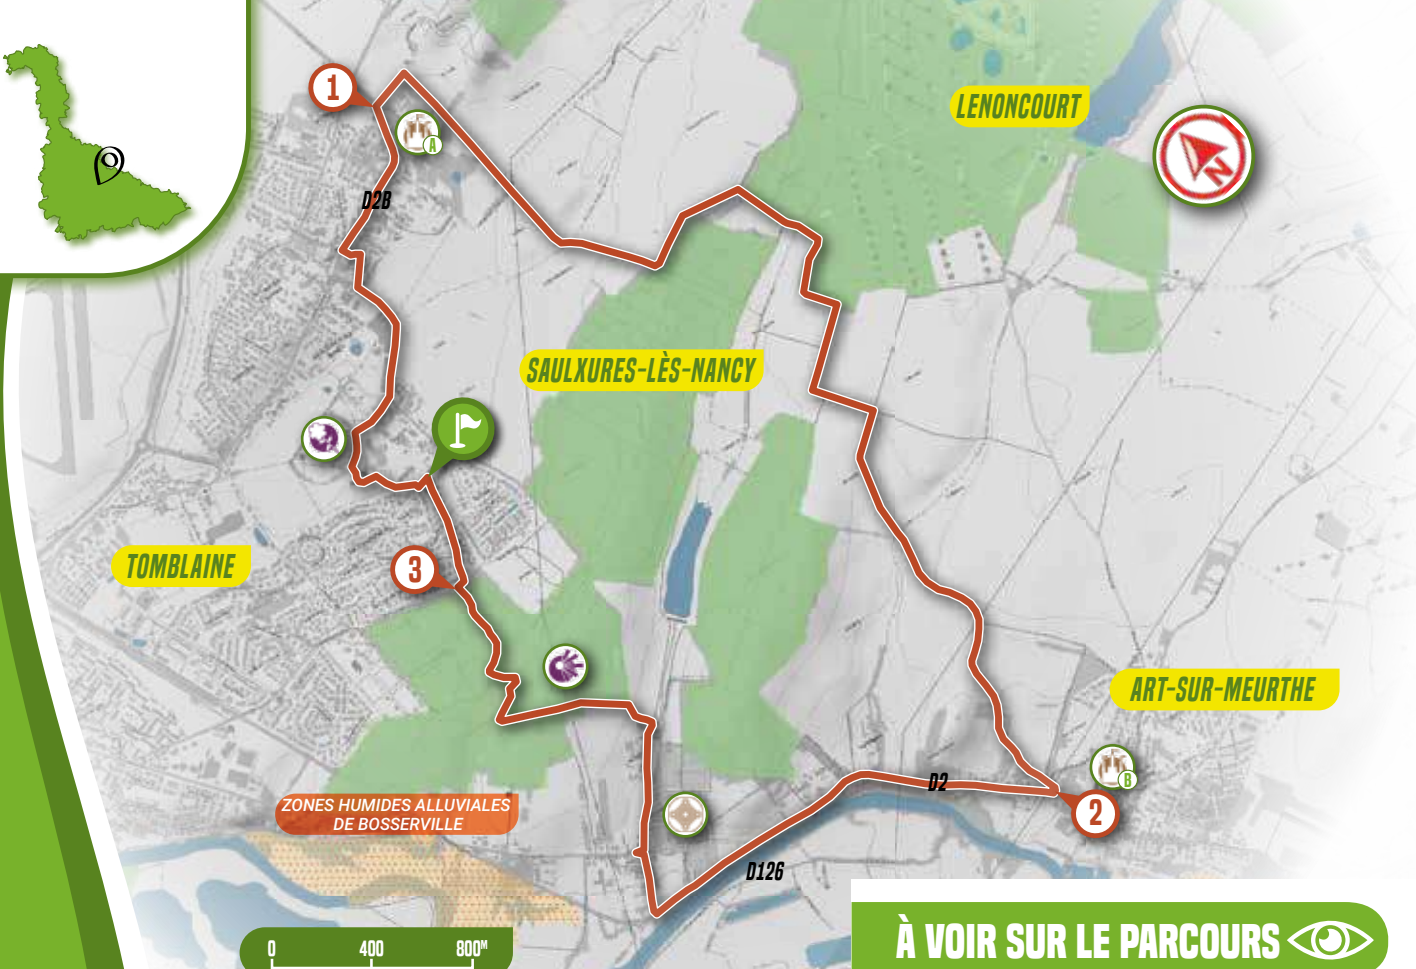 1
A
LENONCOURT
N
D2B
SAULXURES-LÈS-NANCY
TOMBLAINE
3
ART-SUR-MEURTHE
B
D2
2
ZONES HUMIDES ALLUVIALES
DE BOSSERVILLE
D126
0 400 800M
À VOIR SUR LE PARCOURS